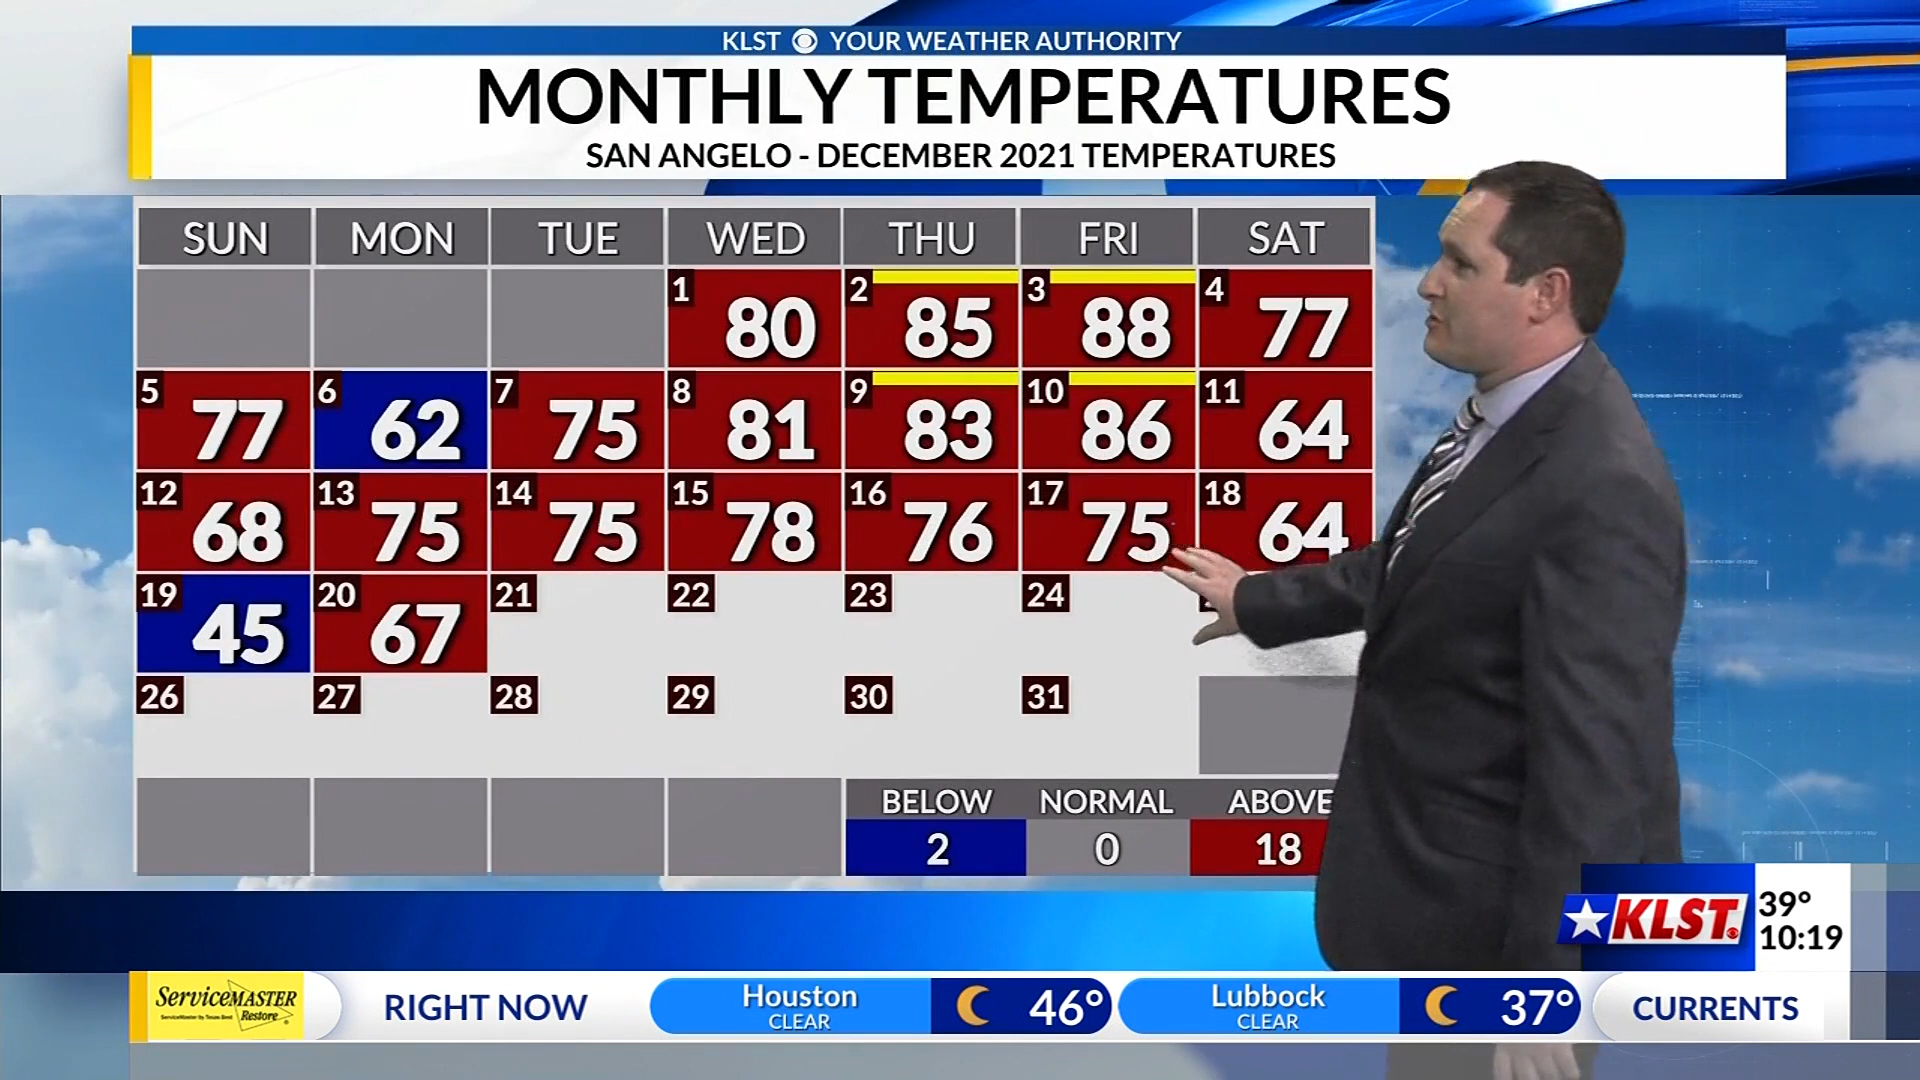 KLST YOUR WEATHER AUTHORITY
MONTHLY TEMPERATURES
SAN ANGELO - DECEMBER 2021 TEMPERATURES
SUN MON TUE WED THU FRI SAT
1 80 2 85 3 88 4 77
5 77 6 62 7 75 8 81 9 83 10 86 11 64
12 68 13 75 14 75 15 78 16 76 17 75 18 64
19 45 20 67 21 22 23 24
26 27 28 29 30 31
BELOW NORMAL ABOVE
2 0 18
KLST
39°
10:19
ServiceMASTER
Restore
RIGHT NOW
Houston
CLEAR
46°
Lubbock
CLEAR
37°
CURRENTS